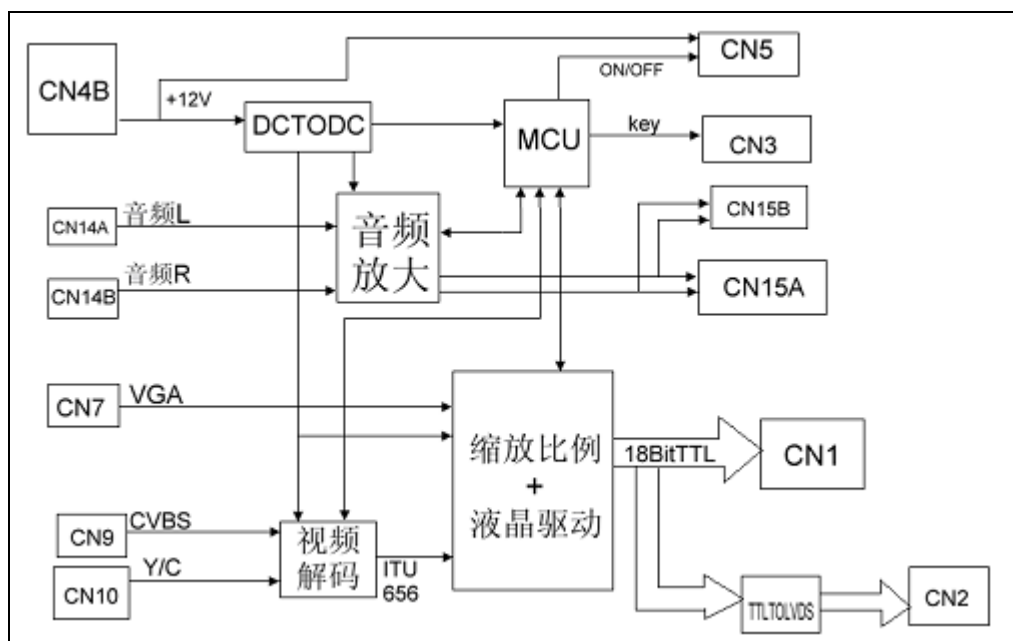 CN4B
+12V
DCTODC
ON/OFF
CN5
MCU
key
CN3
CN14A
音频L
音频
放大
CN15B
CN14B
音频R
CN15A
CN7
VGA
缩放比例
+
液晶驱动
18BitTTL
CN1
CN9
CVBS
CN10
Y/C
视频
解码
ITU
656
TTLTOLVDS
CN2